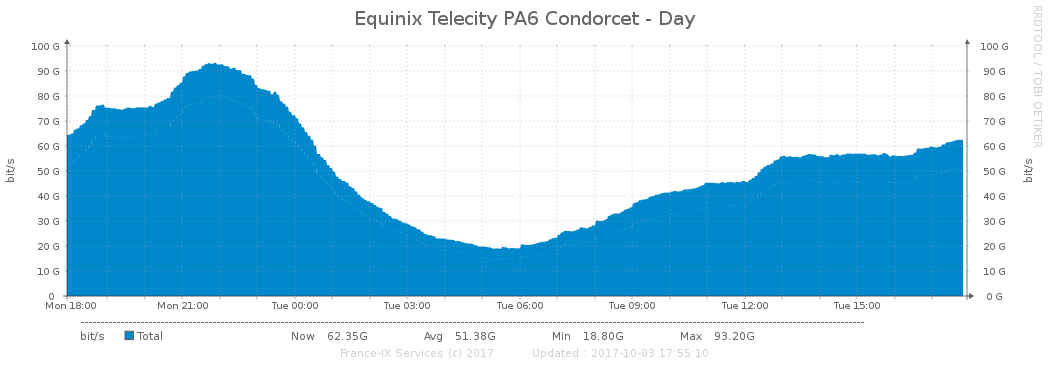 Equinix Telecity PA6 Condorcet - Day
RRDTOOL / TOBI OETIKER
100 G 100 G
90 G 90 G
80 G 80 G
70 G 70 G
60 G 60 G
50 G 50 G
40 G 40 G
30 G 30 G
20 G 20 G
10 G 10 G
0 0 G
bit/s bit/s
Mon 18:00 Mon 21:00 Tue 00:00 Tue 03:00 Tue 06:00 Tue 09:00 Tue 12:00 Tue 15:00
bit/s Total Now 62.35G Avg 51.38G Min 18.80G Max 93.20G
France-IX Services (c) 2017 Updated : 2017-10-03 17:55:10